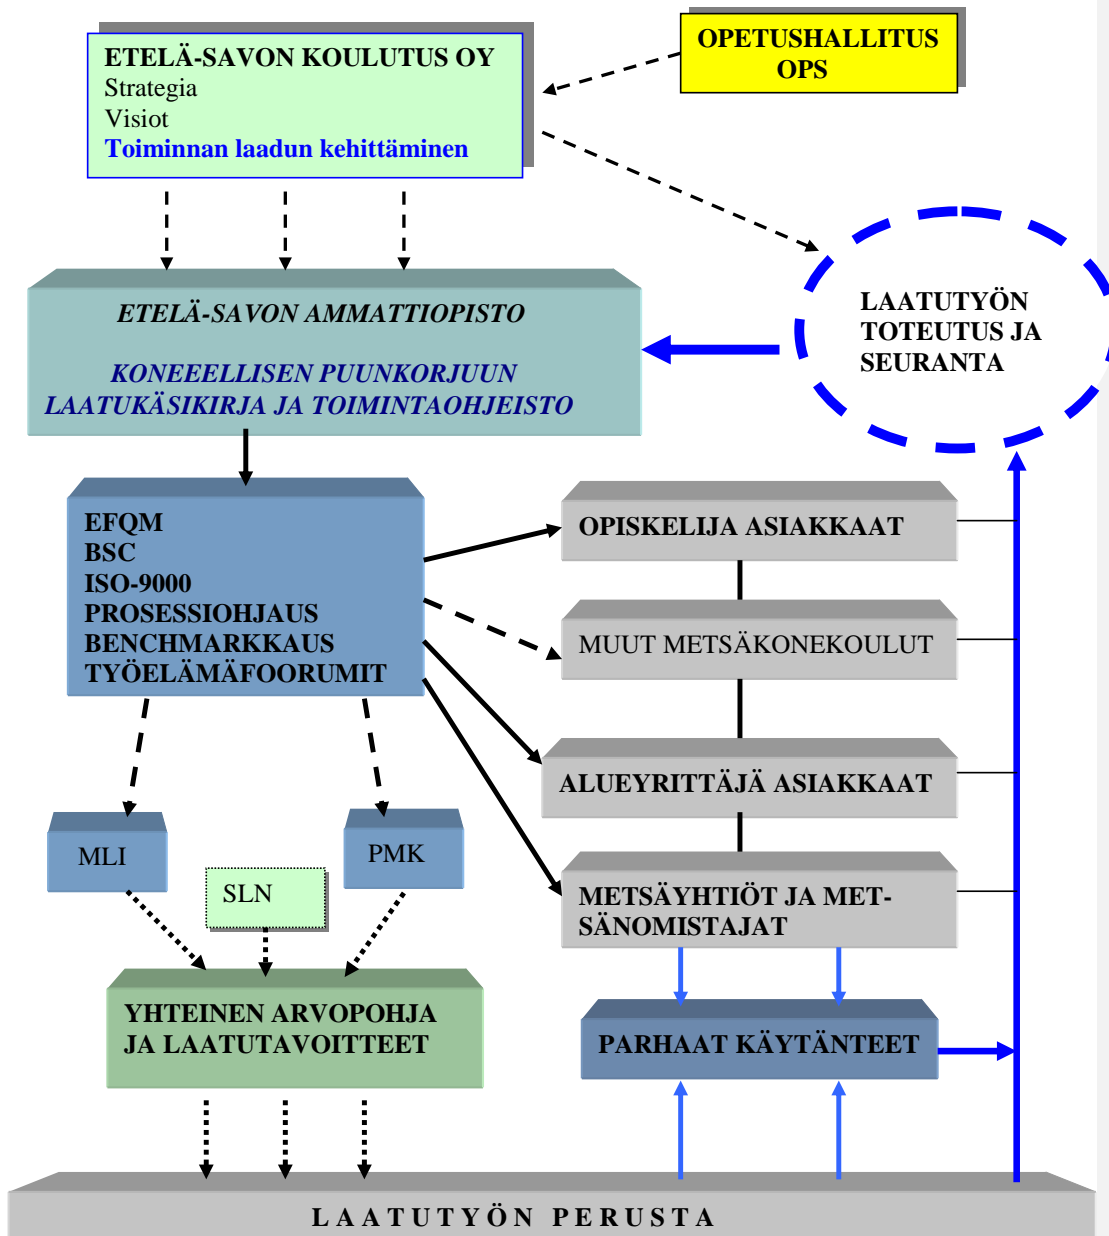 ETELÄ-SAVON KOULUTUS OY
Strategia
Visiot
Toiminnan laadun kehittäminen
OPETUSHALLITUS
OPS
LAATUTYÖN
TOTEUTUS JA
SEURANTA
ETELÄ-SAVON AMMATTIOPISTO
KONEEELLISEN PUUNKORJUUN
LAATUKÄSIKIRJA JA TOIMINTAOHJEISTO
EFQM
BSC
ISO-9000
PROSESSIOHJAUS
BENCHMARKKAUS
TYÖELÄMÄFOORUMIT
OPISKELIJA ASIAKKAAT
MUUT METSÄKONEKOULUT
ALUEYRITTÄJÄ ASIAKKAAT
METSÄYHTIÖT JA MET-
SÄNOMISTAJAT
MLI
SLN
PMK
YHTEINEN ARVOPOHJA
JA LAATUTAVOITTEET
PARHAAT KÄYTÄNTEET
LAATUTYÖN PERUSTA